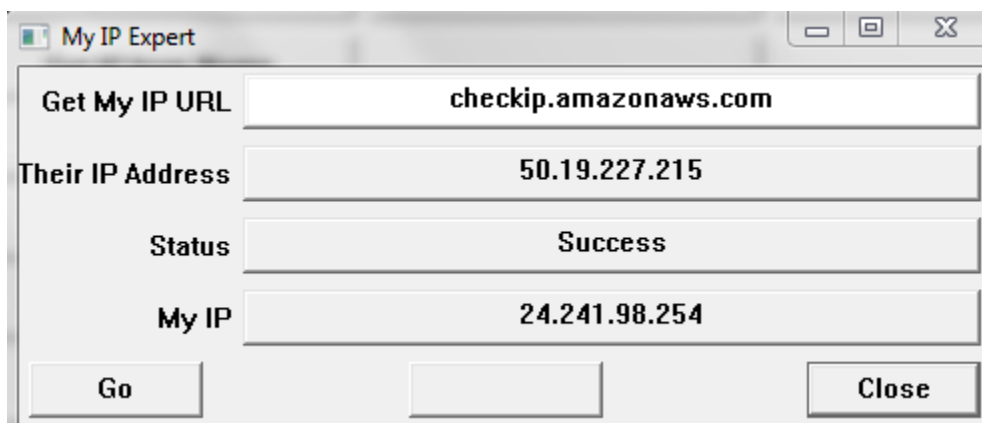 My IP Expert
Get My IP URL checkip.amazonaws.com
Their IP Address 50.19.227.215
Status Success
My IP 24.241.98.254
Go Close